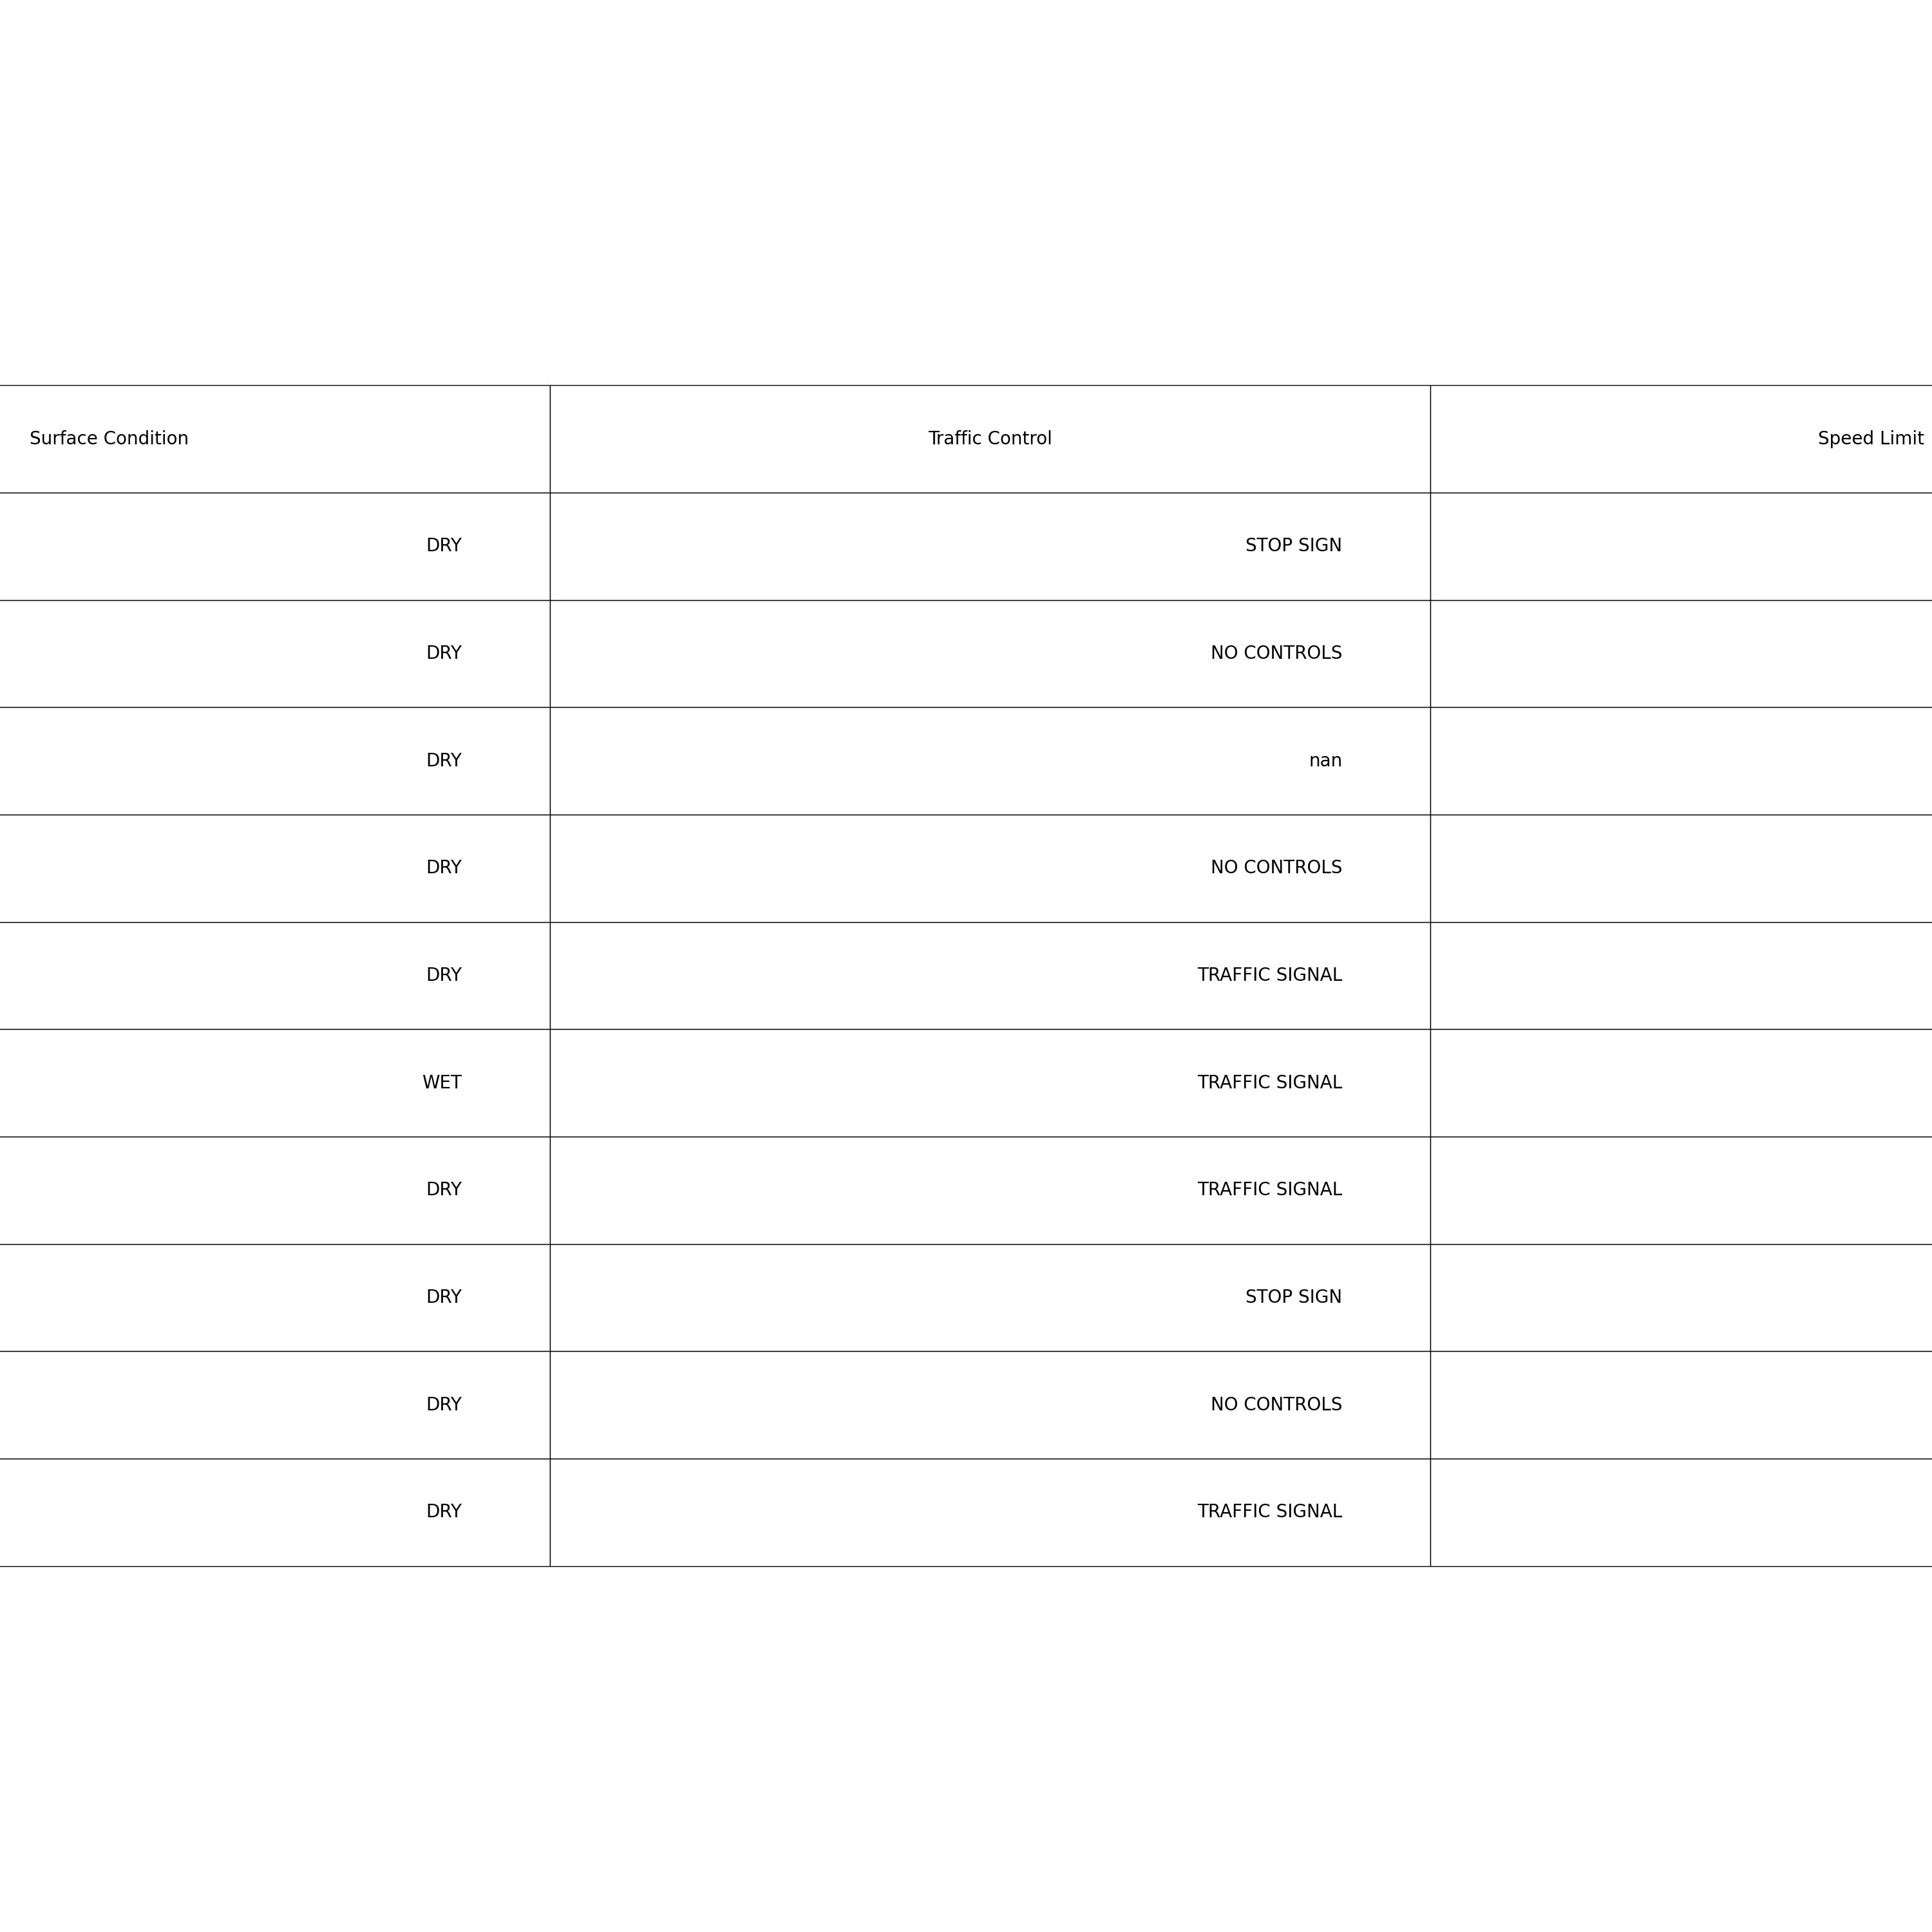 Surface Condition Traffic Control Speed Limit
DRY STOP SIGN
DRY NO CONTROLS
DRY nan
DRY NO CONTROLS
DRY TRAFFIC SIGNAL
WET TRAFFIC SIGNAL
DRY TRAFFIC SIGNAL
DRY STOP SIGN
DRY NO CONTROLS
DRY TRAFFIC SIGNAL